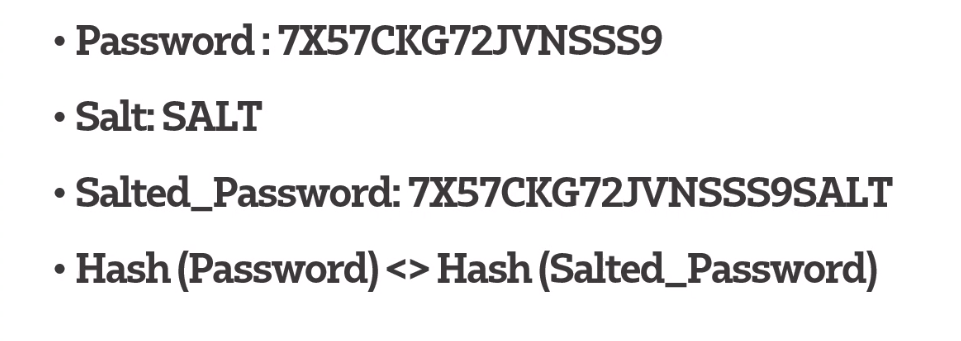 • Password : 7X57CKG72JVNSSS9
• Salt: SALT
• Salted_Password: 7X57CKG72JVNSSS9SALT
• Hash (Password) <> Hash (Salted_Password)